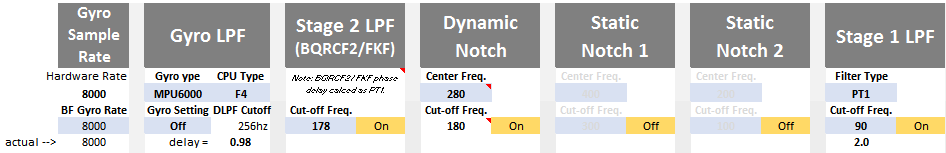 Gyro Sample Rate
Gyro LPF
Stage 2 LPF (BQRCF2/FKF)
Dynamic Notch
Static Notch 1
Static Notch 2
Stage 1 LPF
Hardware Rate
8000
BF Gyro Rate
8000
actual --> 8000
Gyro ype CPU Type
MPU6000 F4
Gyro Setting DLPF Cutoff
Off 256hz
delay = 0.98
Note: BQRCF2/FKF phase
delay calced as PT1.
Cut-off Freq.
178 On
Center Freq.
280
Cut-off Freq.
180 On
Center Freq.
400
Cut-off Freq.
300 Off
Center Freq.
200
Cut-off Freq.
100 Off
Filter Type
PT1
Cut-off Freq.
90 On
2.0